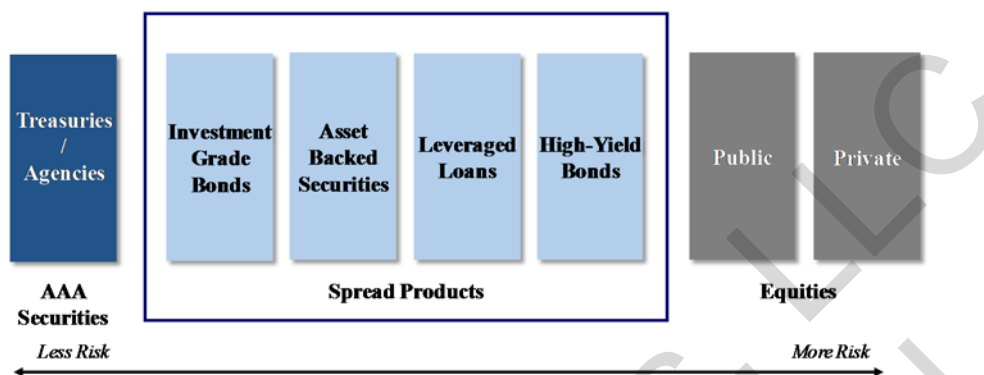 Treasuries
/
Agencies
Investment
Grade
Bonds
Asset
Backed
Securities
Leveraged
Loans
High-Yield
Bonds
Public
Private
AAA
Securities
Spread Products
Equities
Less Risk
More Risk
LLC